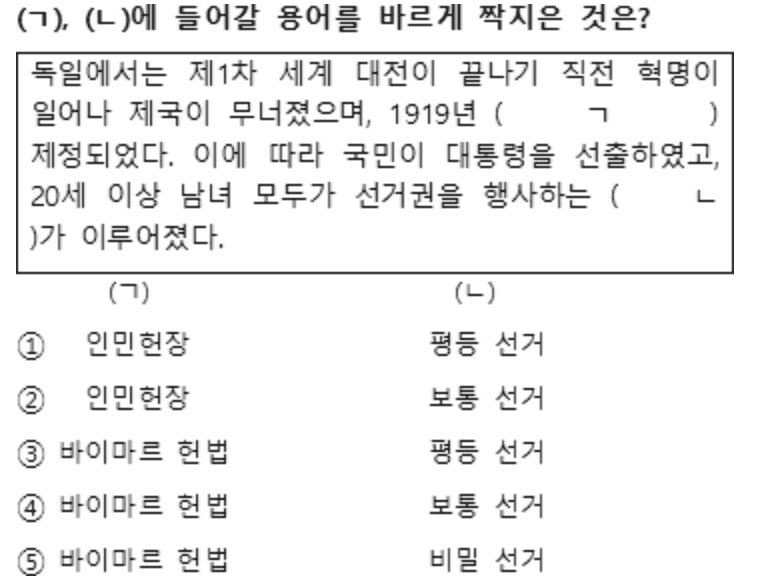 (ㄱ), (ㄴ)에 들어갈 용어를 바르게 짝지은 것은?
독일에서는 제1차 세계 대전이 끝나기 직전 혁명이
일어나 제국이 무너졌으며, 1919년 ( ㄱ )
제정되었다. 이에 따라 국민이 대통령을 선출하였고,
20세 이상 남녀 모두가 선거권을 행사하는 ( ㄴ
)가 이루어졌다.
(ㄱ) (ㄴ)
① 인민헌장 평등 선거
② 인민헌장 보통 선거
③ 바이마르 헌법 평등 선거
④ 바이마르 헌법 보통 선거
⑤ 바이마르 헌법 비밀 선거